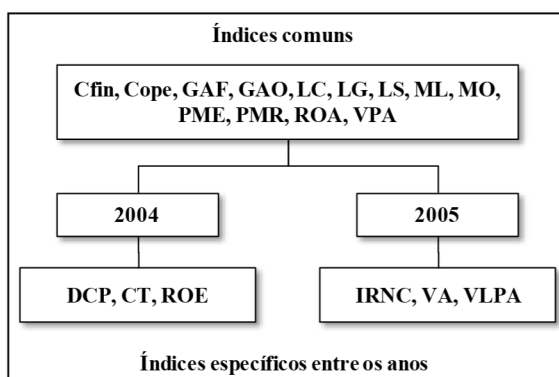 Índices comuns
Cfin, Cope, GAF, GAO, LC, LG, LS, ML, MO,
PME, PMR, ROA, VPA
2004
2005
DCP, CT, ROE
IRNC, VA, VLPA
Índices específicos entre os anos